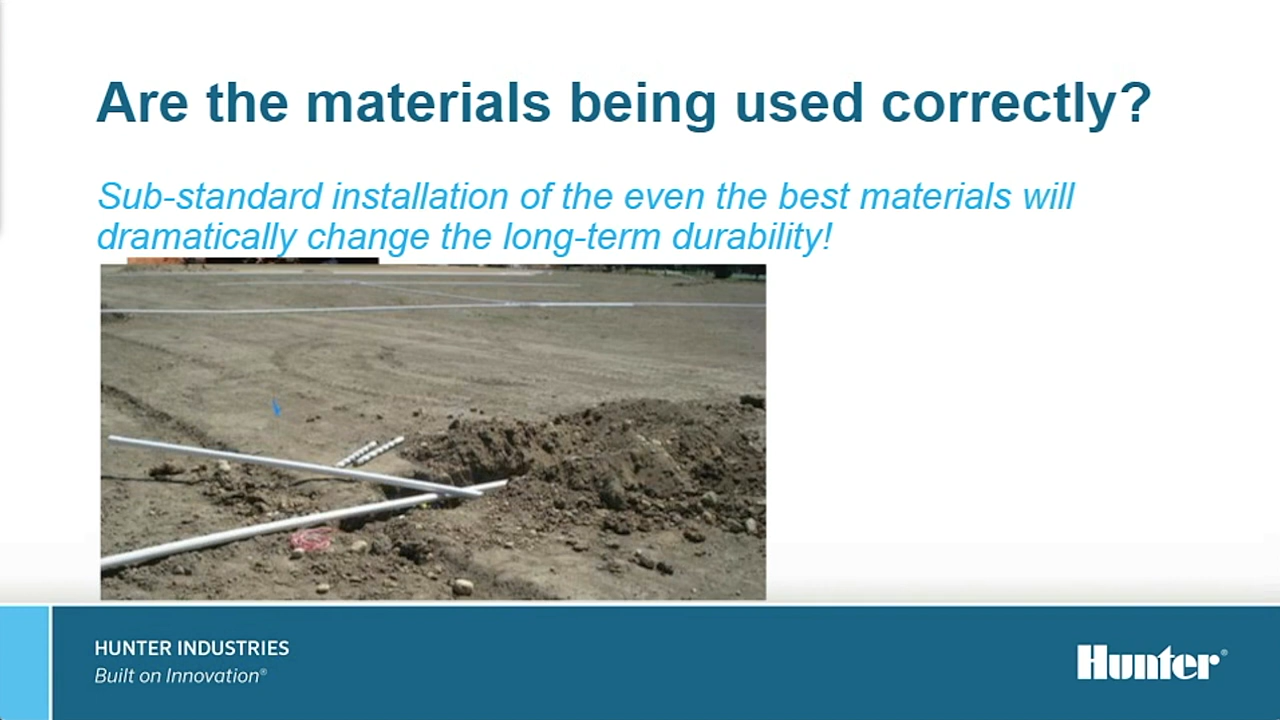 Are the materials being used correctly?
Sub-standard installation of the even the best materials will
dramatically change the long-term durability!
HUNTER INDUSTRIES
Built on Innovation®
Hunter®